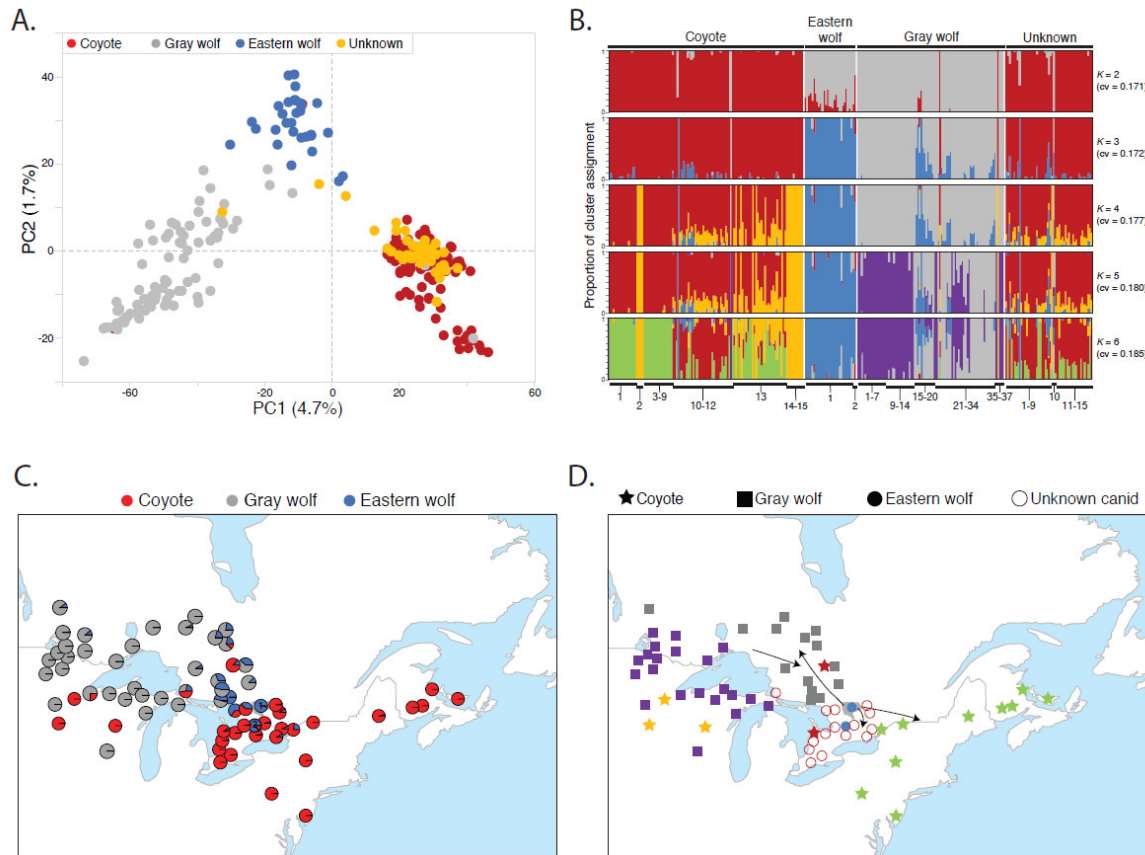 A.
Coyote Gray wolf Eastern wolf Unknown
40
20
0
-20
-60
-20
0
20
60
PC2 (1.7%)
PC1 (4.7%)
B.
Coyote
Eastern
wolf
Gray wolf
Unknown
Proportion of cluster assignment
1
0
K = 2
(cv = 0.171)
0
K = 3
(cv = 0.172)
K = 4
(cv = 0.177)
K = 5
(cv = 0.180)
0
K = 6
(cv = 0.185)
1 2 3-9 10-12 13 14-15 1 2 1-7 9-14 15-20 21-34 35-37 1-9 10 11-15
C.
Coyote Gray wolf Eastern wolf
D.
Coyote Gray wolf Eastern wolf Unknown canid